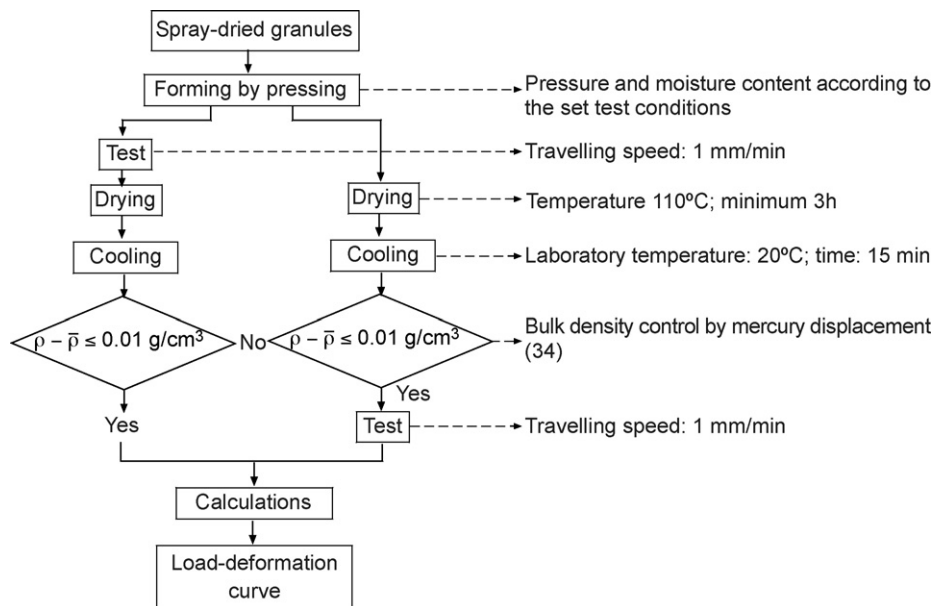 Spray-dried granules
Forming by pressing
Pressure and moisture content according to
the set test conditions
Test
Travelling speed: 1 mm/min
Drying
Drying
Temperature 110ºC; minimum 3h
Cooling
Cooling
Laboratory temperature: 20ºC; time: 15 min
ρ – ρ̅ ≤ 0.01 g/cm³
No
ρ – ρ̅ ≤ 0.01 g/cm³
Bulk density control by mercury displacement
(34)
Yes
Yes
Test
Travelling speed: 1 mm/min
Calculations
Load-deformation
curve